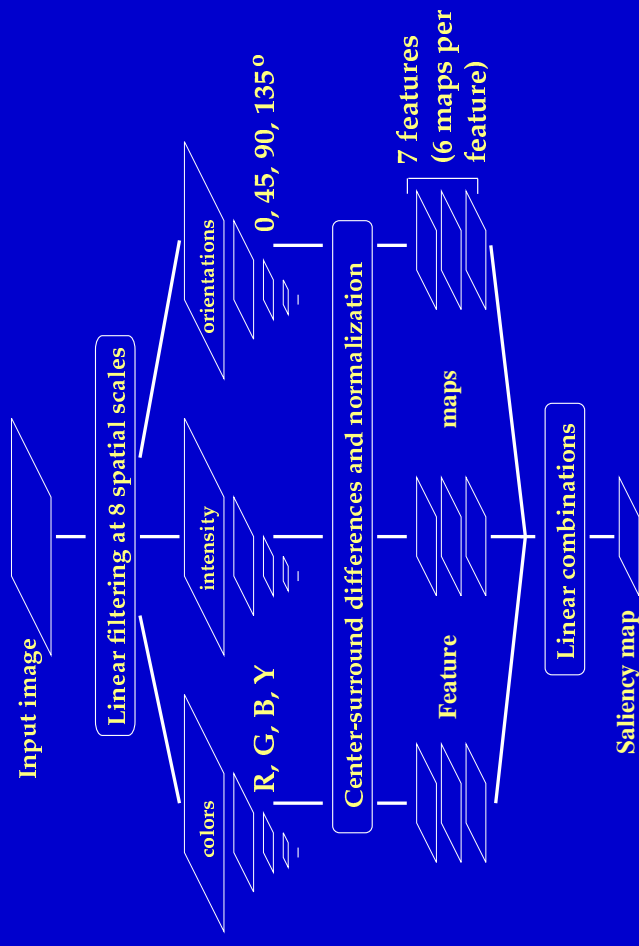 Input image
Linear filtering at 8 spatial scales
colors
intensity
orientations
R, G, B, Y
0, 45, 90, 135º
Center-surround differences and normalization
Feature
maps
7 features
(6 maps per
feature)
Linear combinations
Saliency map